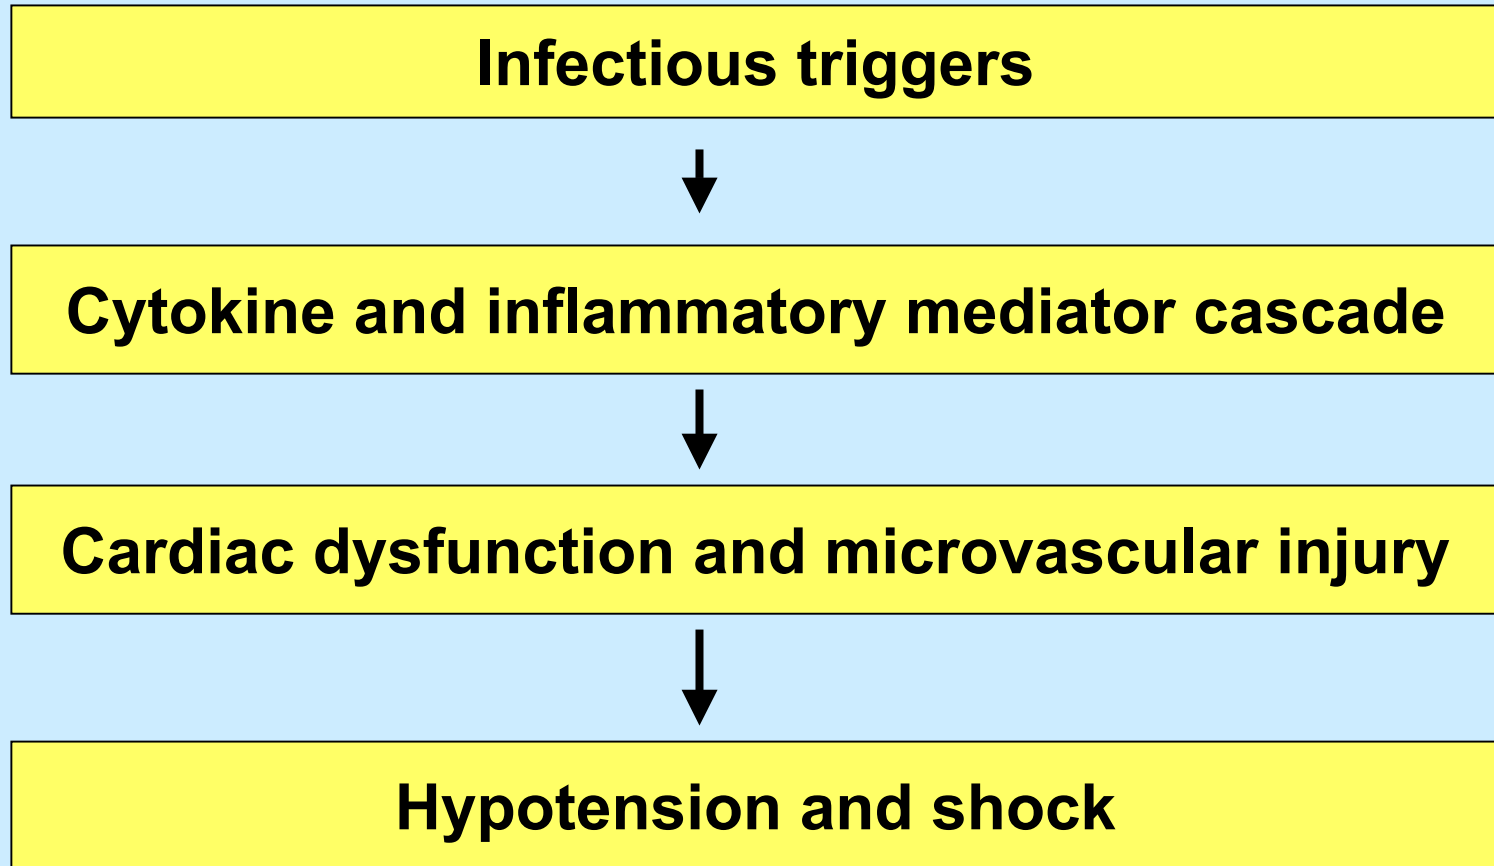 Infectious triggers
Cytokine and inflammatory mediator cascade
Cardiac dysfunction and microvascular injury
Hypotension and shock